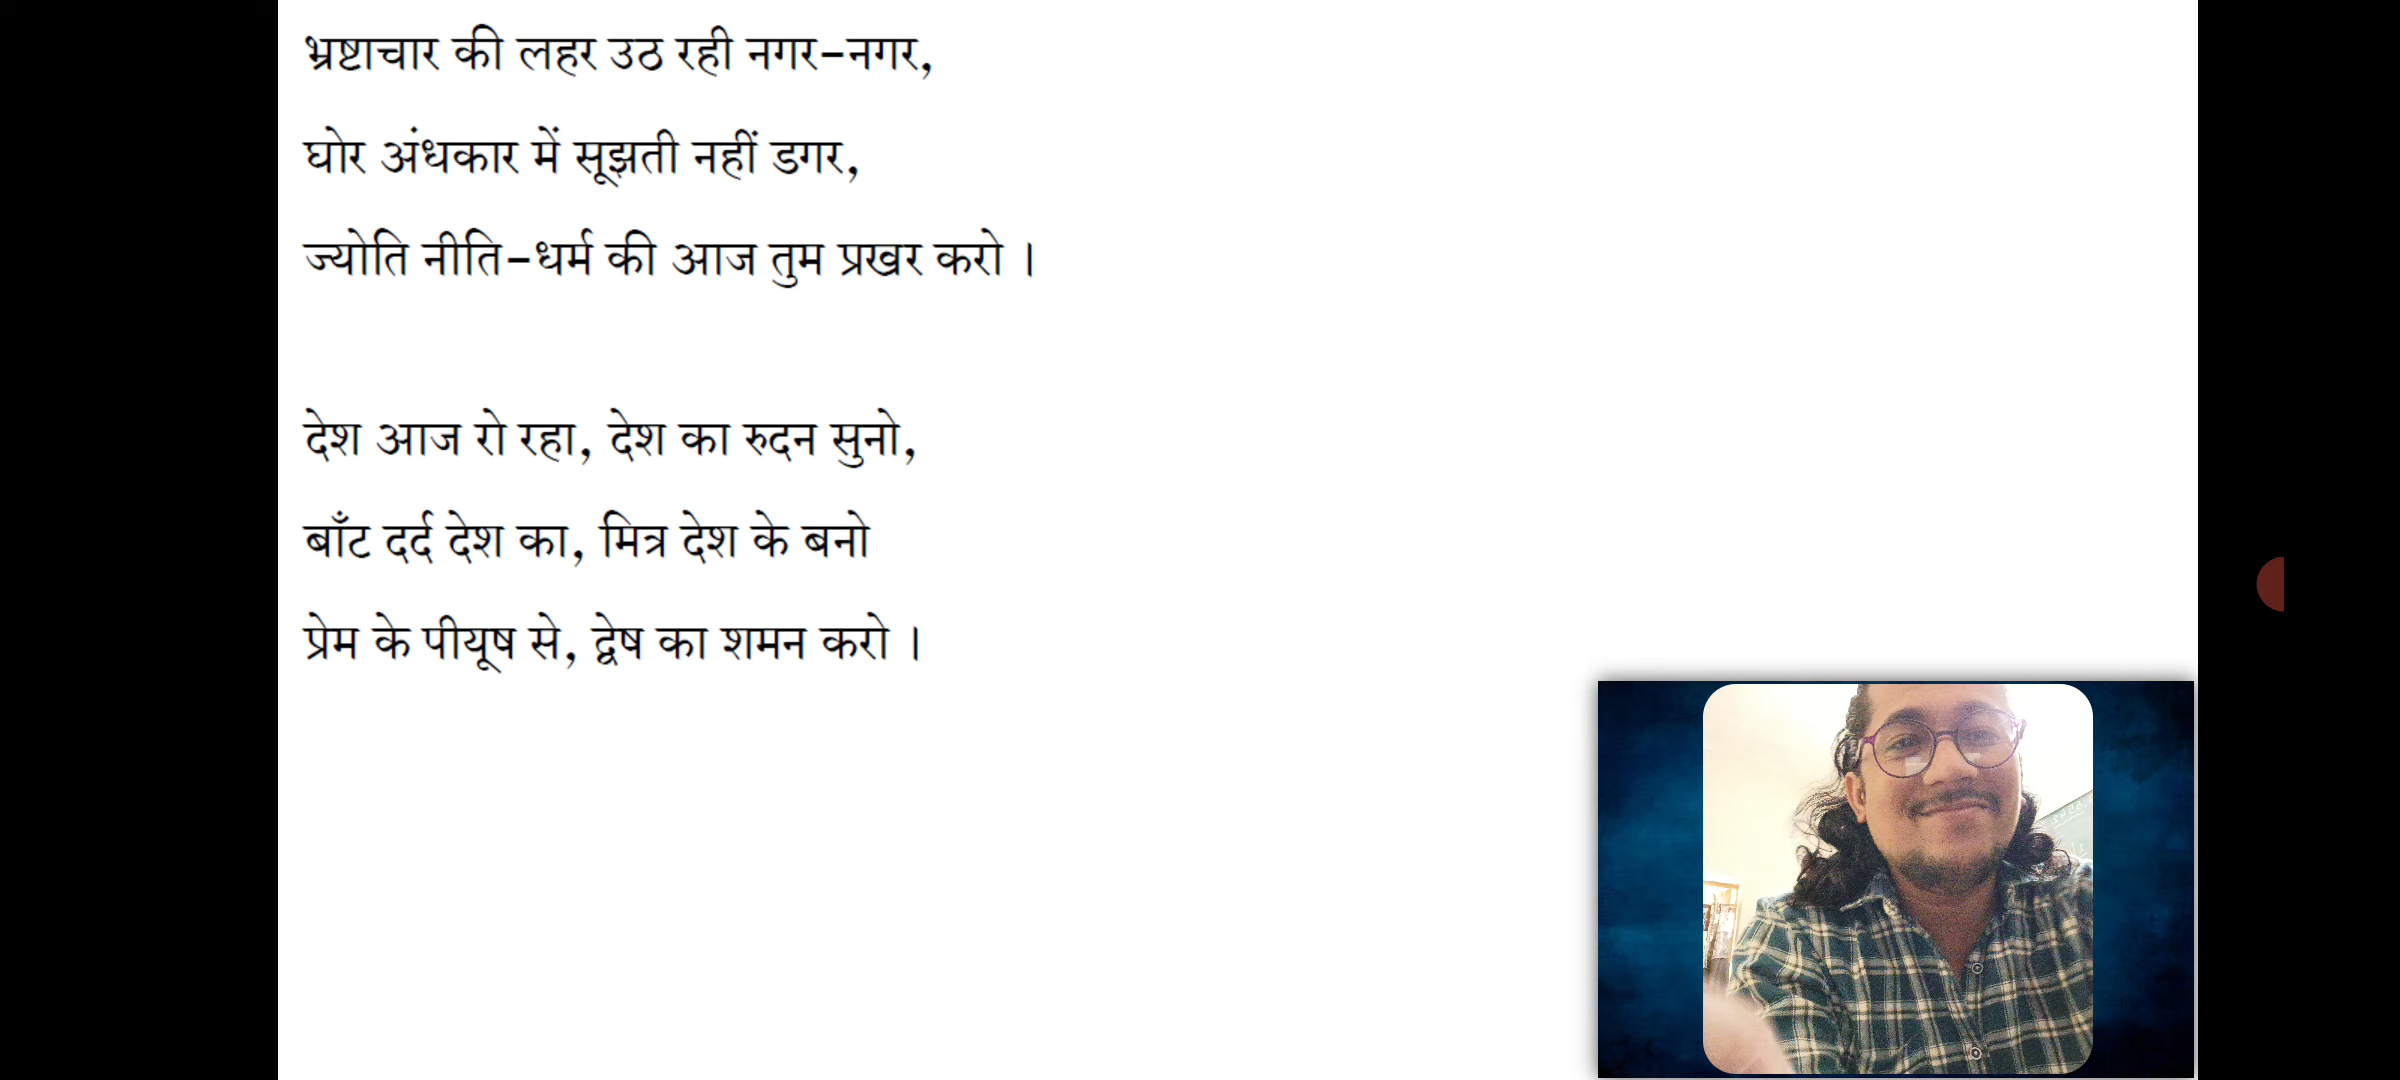 भ्रष्टाचार की लहर उठ रही नगर-नगर,
घोर अंधकार में सूझती नहीं डगर,
ज्योति नीति-धर्म की आज तुम प्रखर करो ।
देश आज रो रहा, देश का रुदन सुनो,
बाँट दर्द देश का, मित्र देश के बनो
प्रेम के पीयूष से, द्वेष का शमन करो ।